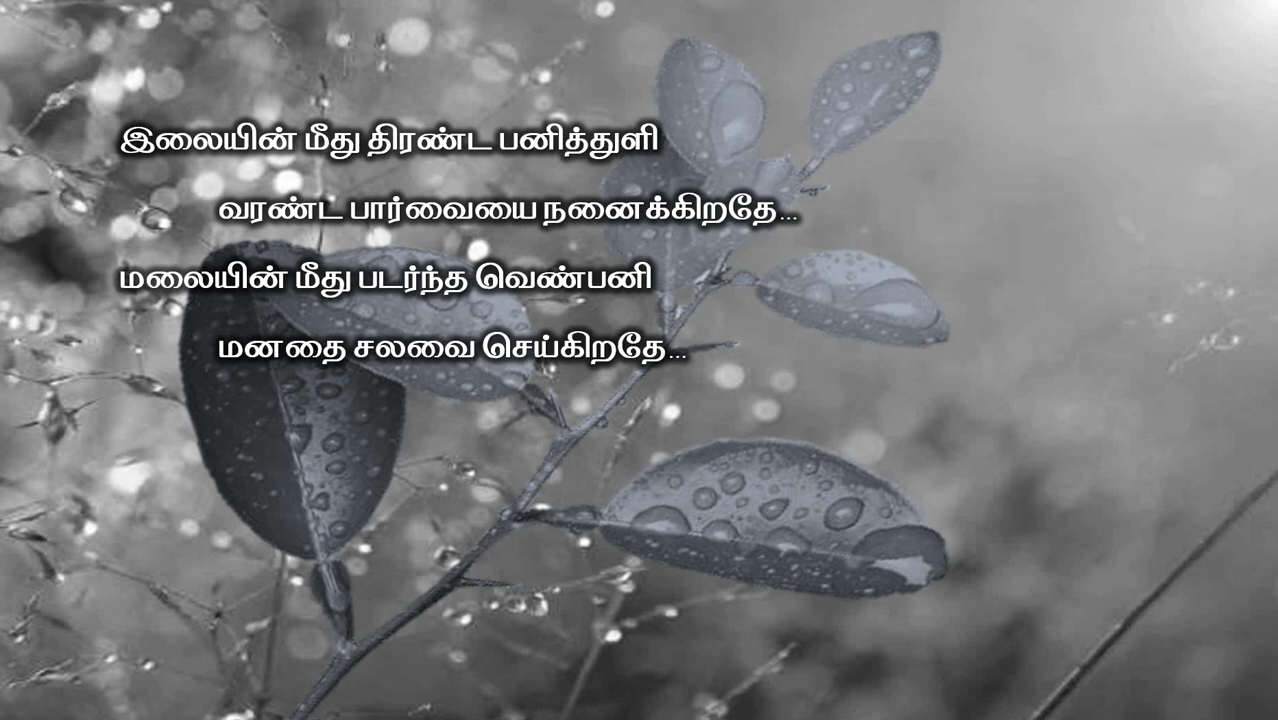 இலையின் மீது திரண்ட பனித்துளி
வரண்ட பார்வையை நனைக்கிறதே...
மலையின் மீது படர்ந்த வெண்பனி
மனதை சலவை செய்கிறதே...